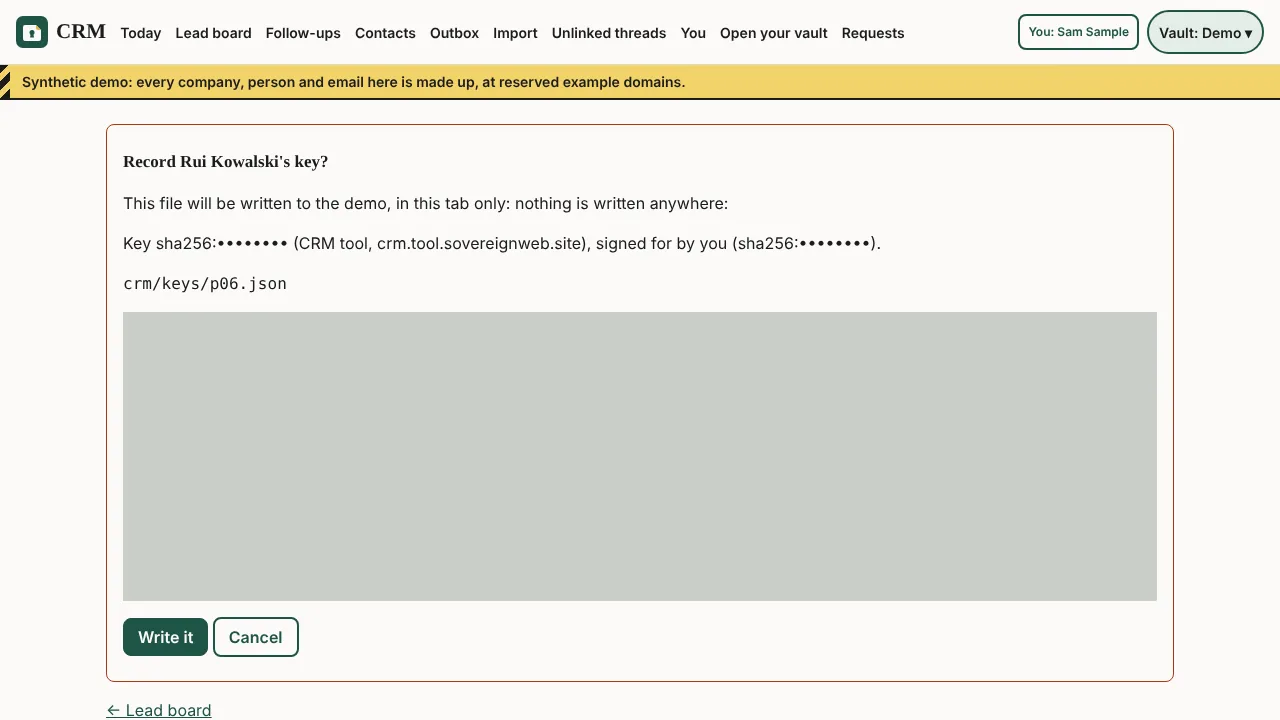 CRM Today Lead board Follow-ups Contacts Outbox Import Unlinked threads You Open your vault Requests You: Sam Sample Vault: Demo ▾
Synthetic demo: every company, person and email here is made up, at reserved example domains.
Record Rui Kowalski's key?
This file will be written to the demo, in this tab only: nothing is written anywhere:
Key sha256:•••••••• (CRM tool, crm.tool.sovereignweb.site), signed for by you (sha256:••••••••).
crm/keys/p06.json
Write it Cancel
← Lead board